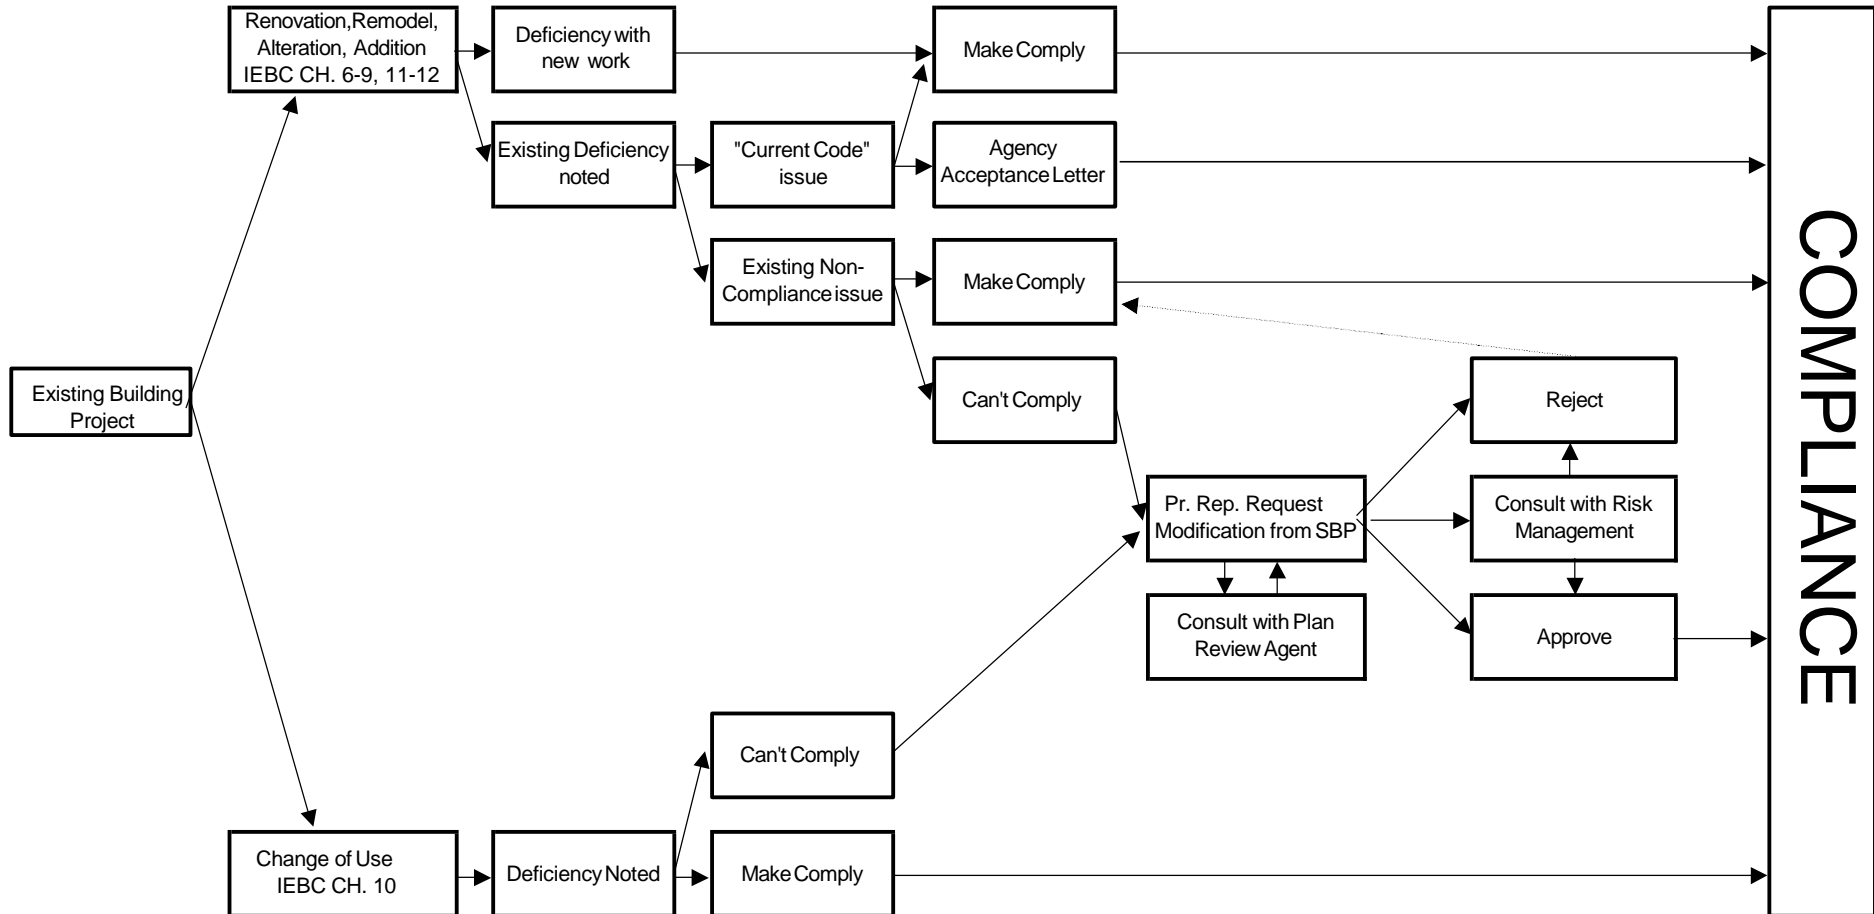 Renovation,Remodel,
Alteration, Addition
IEBC CH. 6-9, 11-12
Deficiency with
new work
Make Comply
Existing Deficiency
noted
"Current Code"
issue
Agency
Acceptance Letter
Existing Non-
Compliance issue
Make Comply
Existing Building
Project
Can't Comply
Reject
Pr. Rep. Request
Modification from SBP
Consult with Risk
Management
Consult with Plan
Review Agent
Approve
Can't Comply
Change of Use
IEBC CH. 10
Deficiency Noted
Make Comply
COMPLIANCE